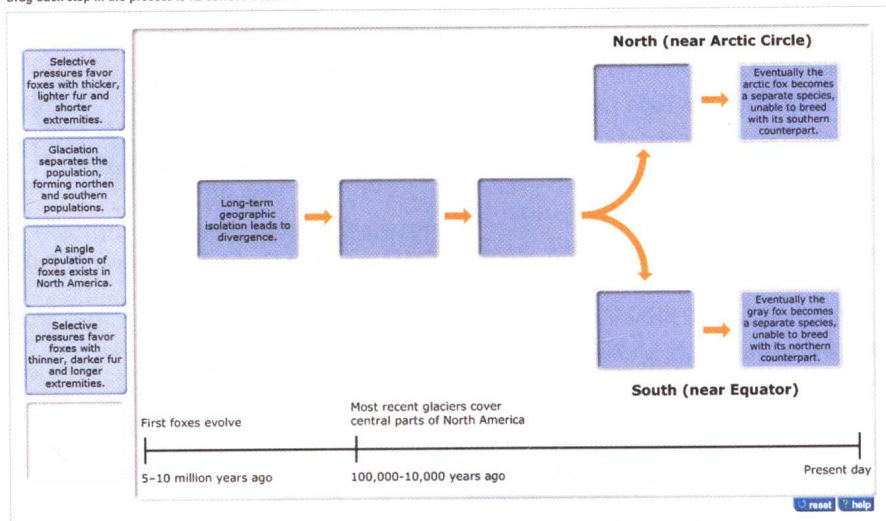 North (near Arctic Circle)
Selective
pressures favor
foxes with thicker,
lighter fur and
shorter
extremities.
Glaciation
separates the
population,
forming northen
and southern
populations.
A single
population of
foxes exists in
North America.
Selective
pressures favor
foxes with
thinner, darker fur
and longer
extremities.
Long-term
geographic
isolation leads to
divergence.
Eventually the
arctic fox becomes
a separate species,
unable to breed
with its southern
counterpart.
Eventually the
gray fox becomes
a separate species,
unable to breed
with its northern
counterpart.
South (near Equator)
First foxes evolve
Most recent glaciers cover
central parts of North America
5–10 million years ago
100,000-10,000 years ago
Present day
reset
? help